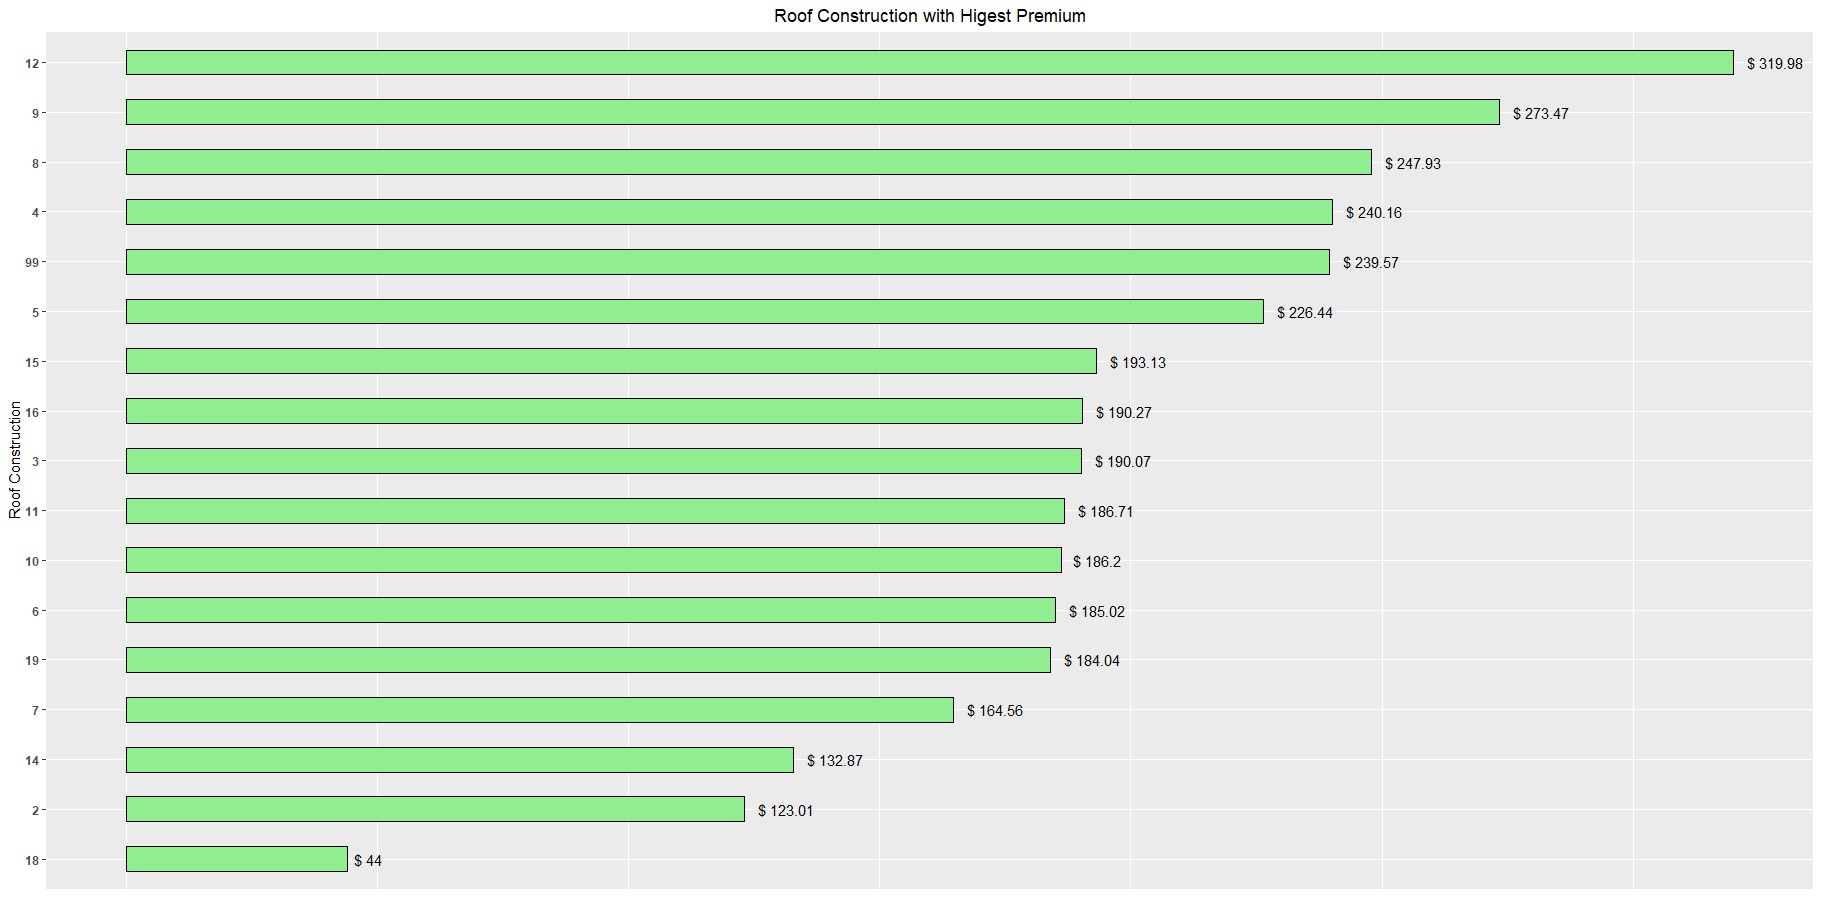 Roof Construction with Higest Premium
Roof Construction
12 $ 319.98
9 $ 273.47
8 $ 247.93
4 $ 240.16
99 $ 239.57
5 $ 226.44
15 $ 193.13
16 $ 190.27
3 $ 190.07
11 $ 186.71
10 $ 186.2
6 $ 185.02
19 $ 184.04
7 $ 164.56
14 $ 132.87
2 $ 123.01
18 $ 44